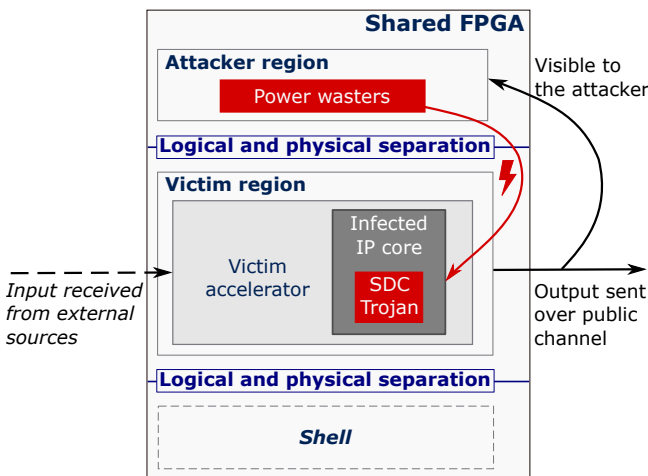 Shared FPGA
Attacker region
Power wasters
Visible to
the attacker
Logical and physical separation
Victim region
Infected
IP core
Victim
accelerator
SDC
Trojan
Input received
from external
sources
Output sent
over public
channel
Logical and physical separation
Shell